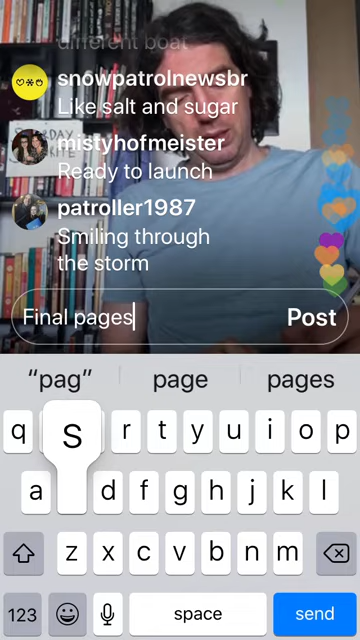 different boat
snowpatrolnewsbr
Like salt and sugar
mistyhofmeister
Ready to launch
patroller1987
Smiling through
the storm
Final pages
Post
“pag” page pages
q r t y u i o p
S
a d f g h j k l
z x c v b n m
123 space send